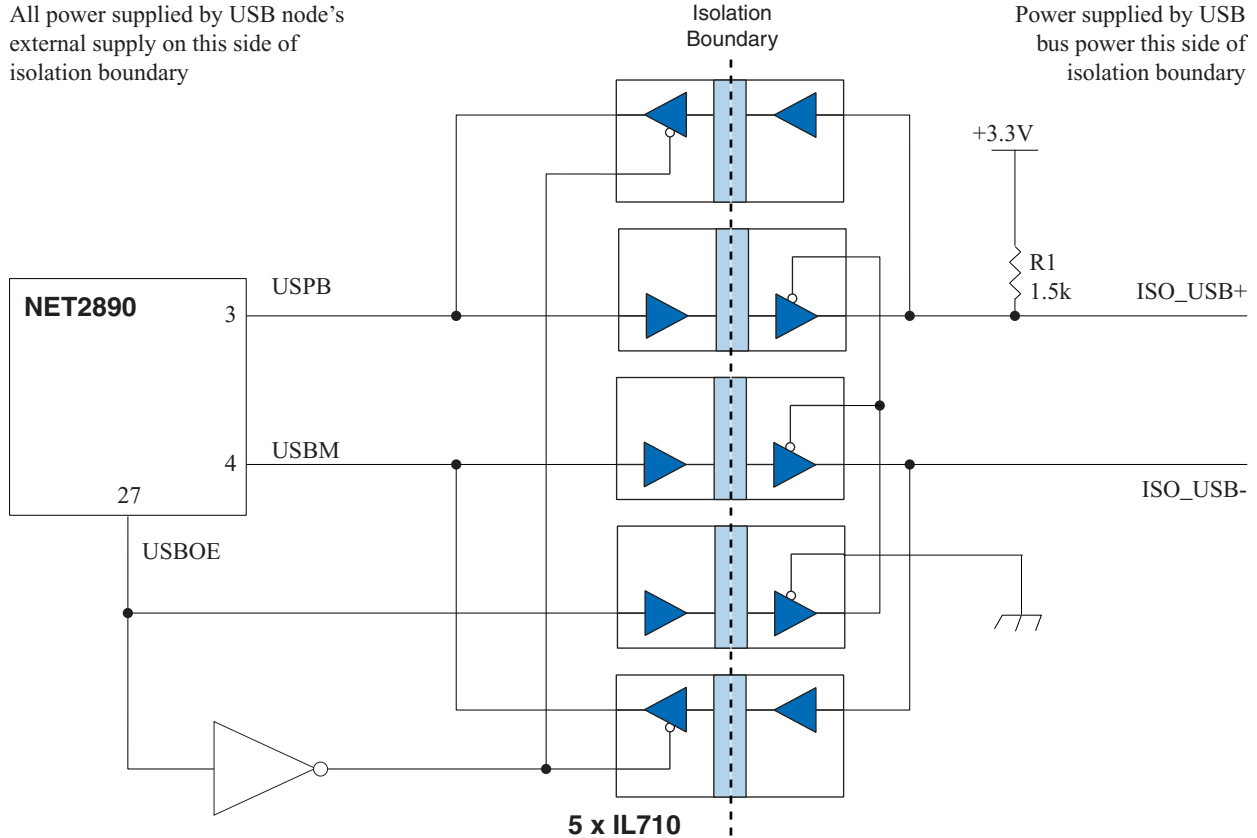 All power supplied by USB node's
external supply on this side of
isolation boundary
Isolation
Boundary
Power supplied by USB
bus power this side of
isolation boundary
+3.3V
R1
1.5k
ISO_USB+
NET2890
3
USPB
4
USBM
ISO_USB-
27
USBOE
5 x IL710